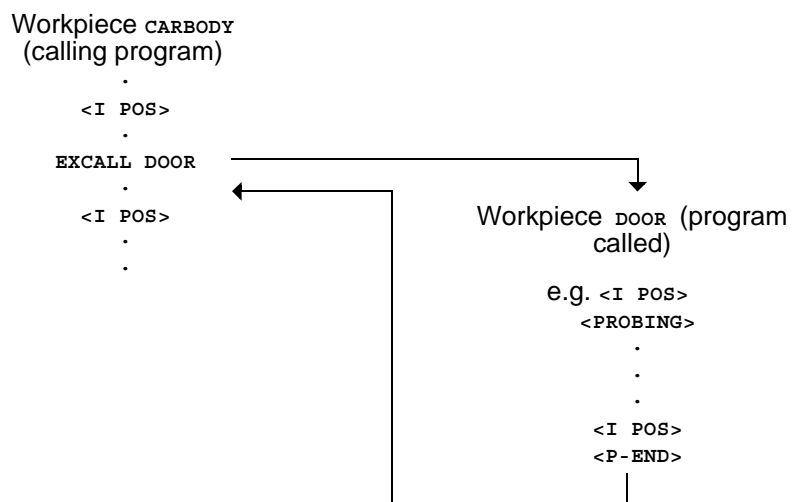 Workpiece CARBODY
(calling program)
.
<I POS>
.
EXCALL DOOR
.
<I POS>
.
.
Workpiece DOOR (program
called)
e.g. <I POS>
<PROBING>
.
.
.
<I POS>
<P-END>